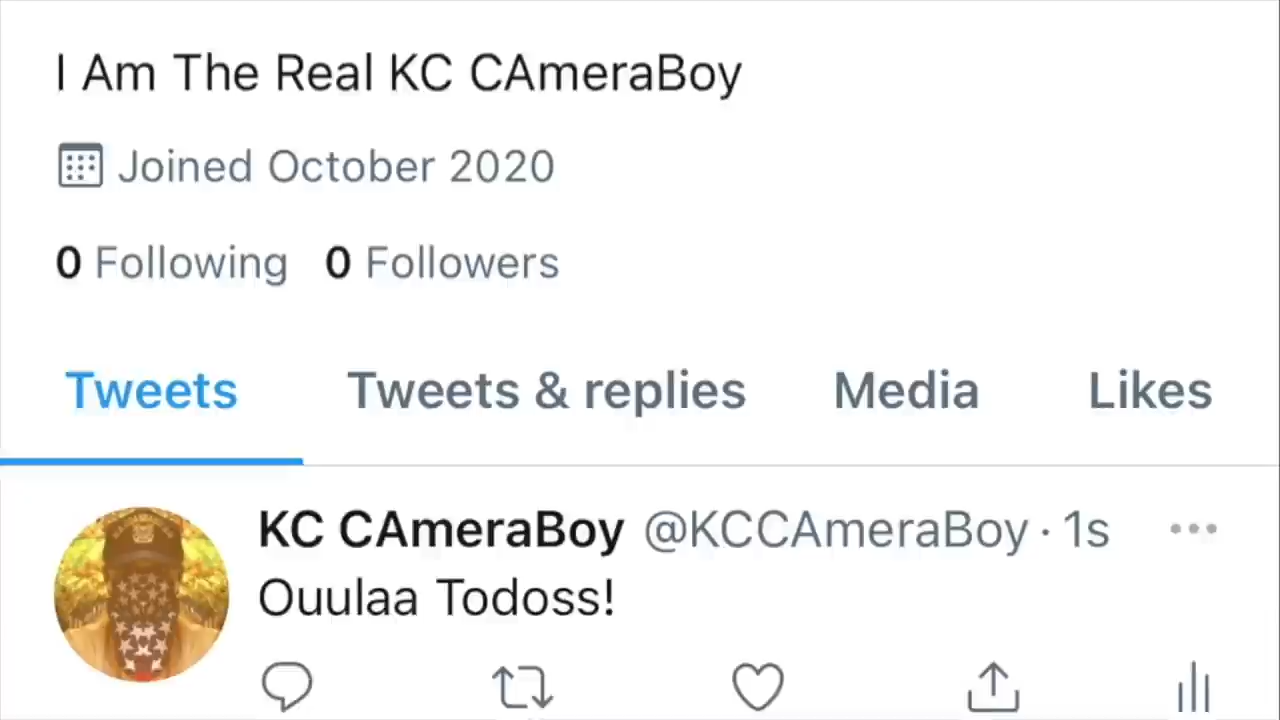 I Am The Real KC CAmeraBoy
Joined October 2020
0 Following 0 Followers
Tweets Tweets & replies Media Likes
KC CAmeraBoy @KCCAmeraBoy · 1s
Ouulaa Todoss!